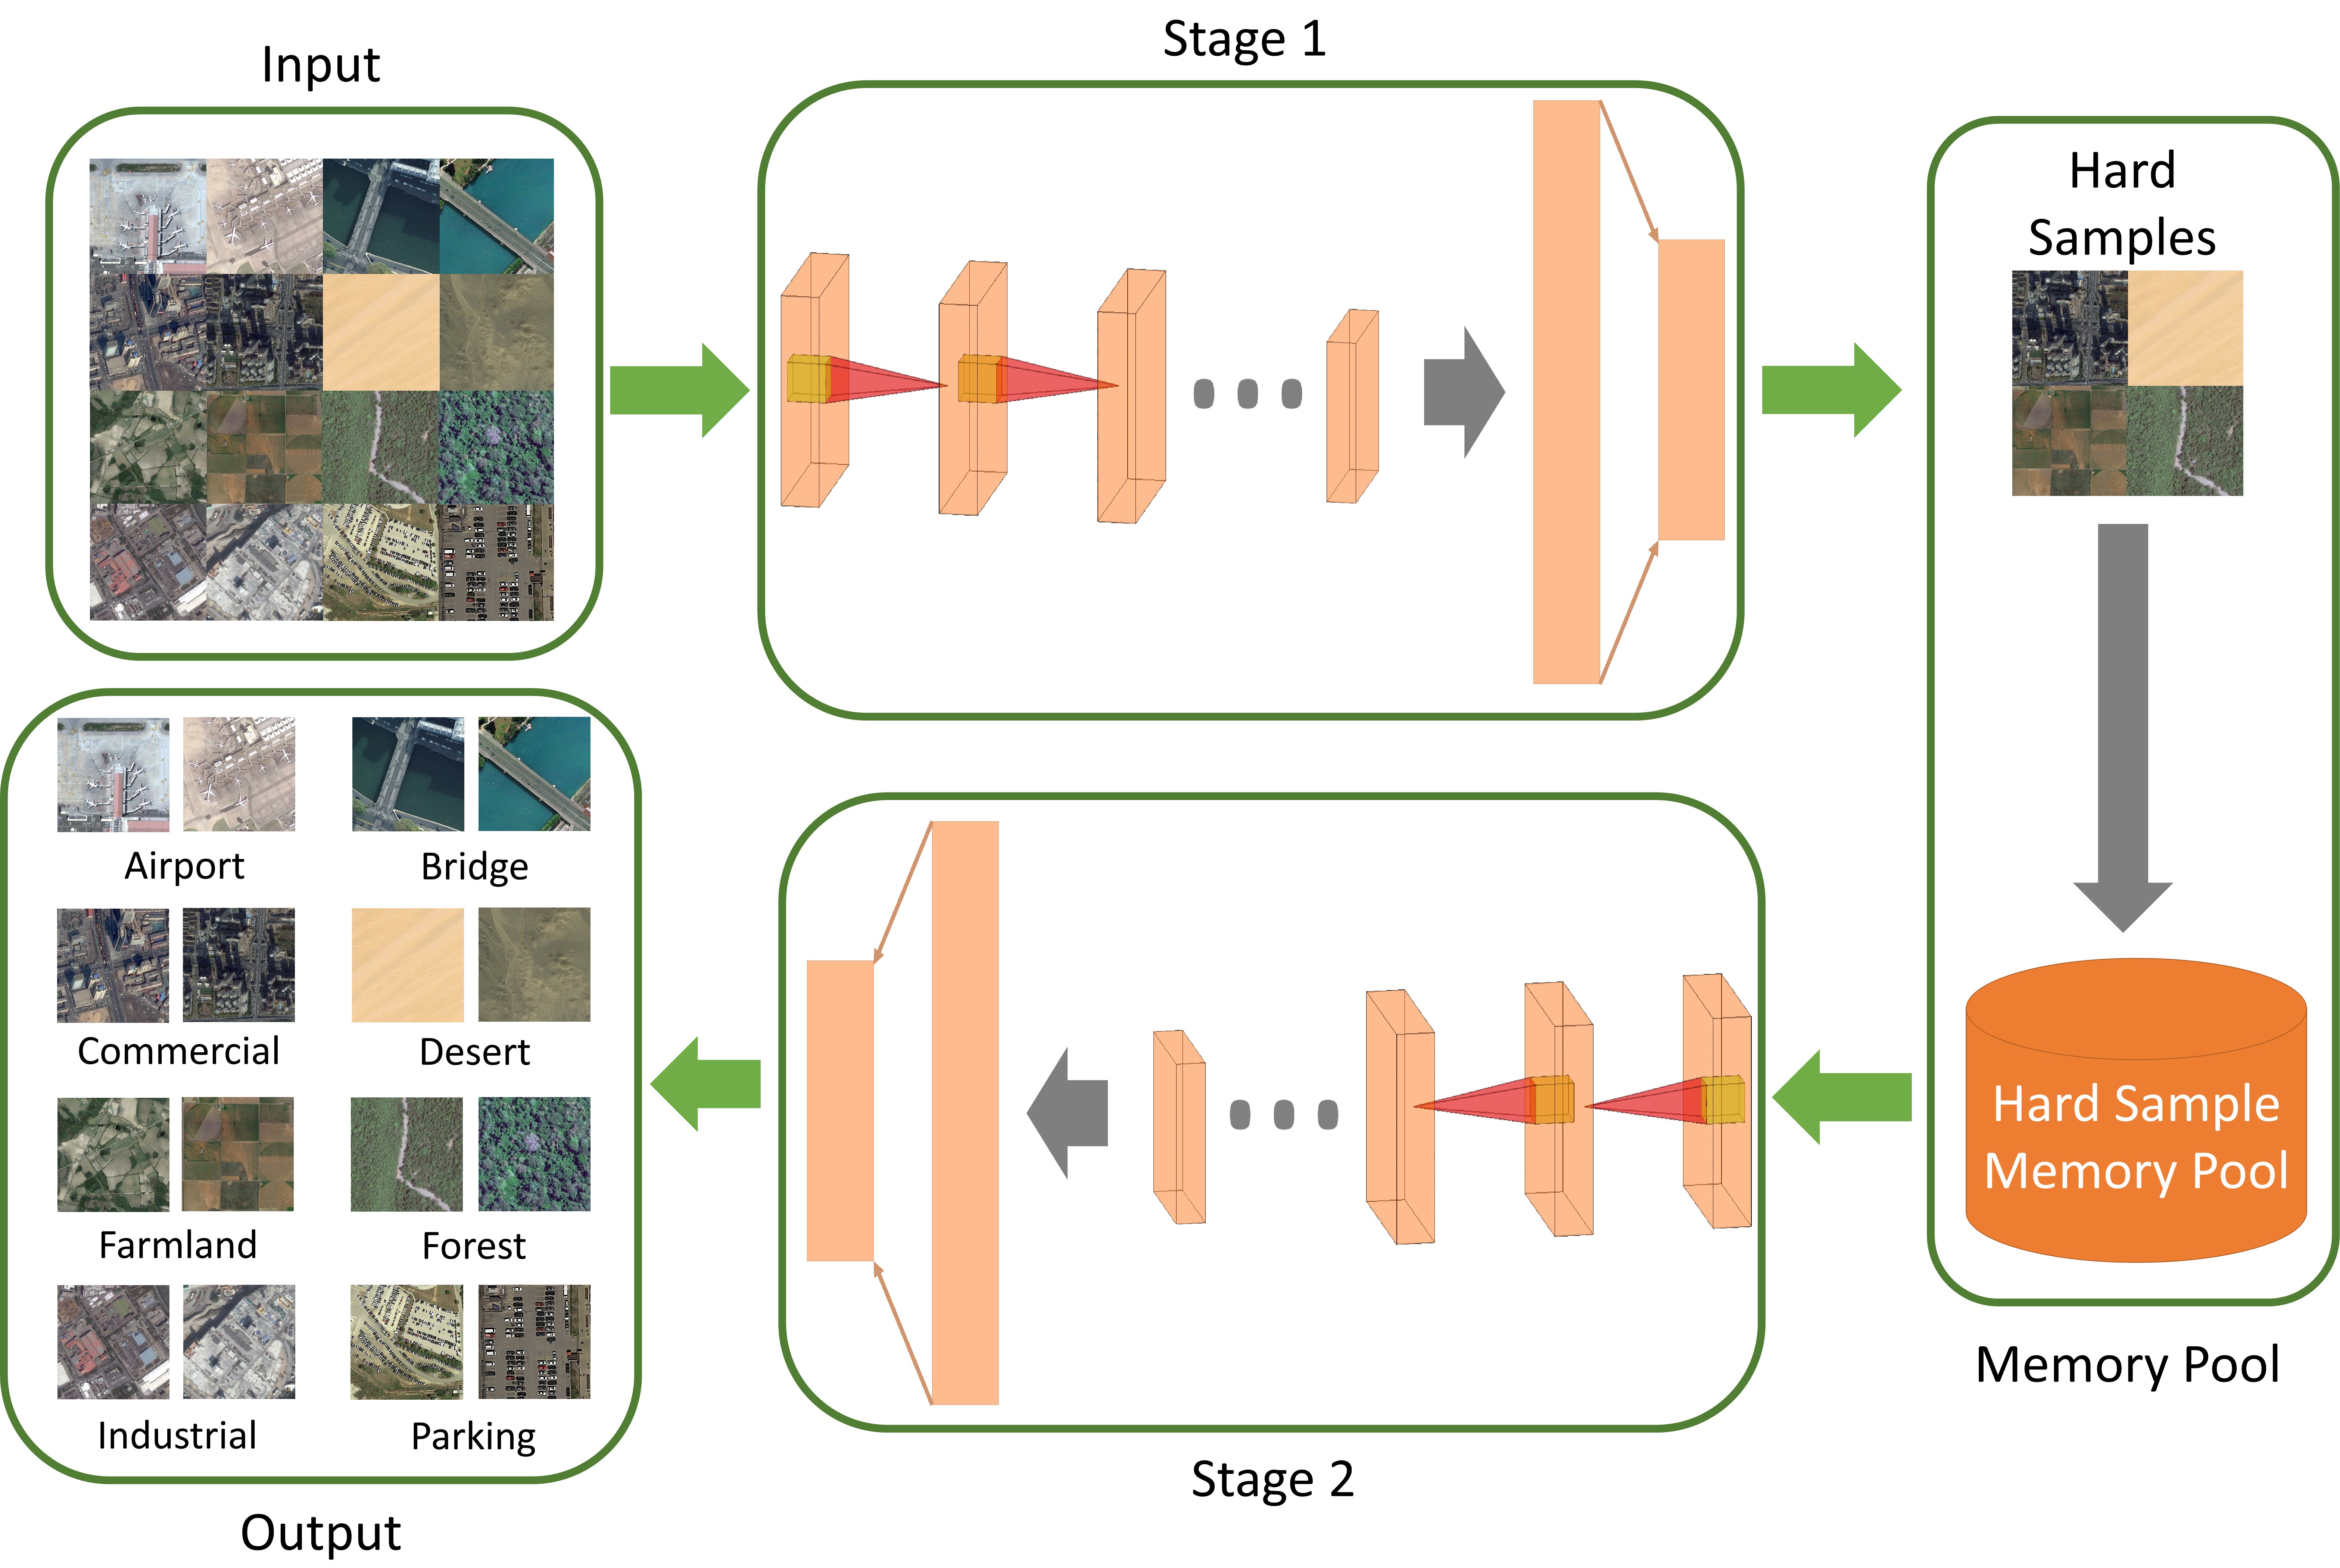 Input
Stage 1
Hard
Samples
Hard Sample
Memory Pool
Memory Pool
Stage 2
Airport
Bridge
Commercial
Desert
Farmland
Forest
Industrial
Parking
Output